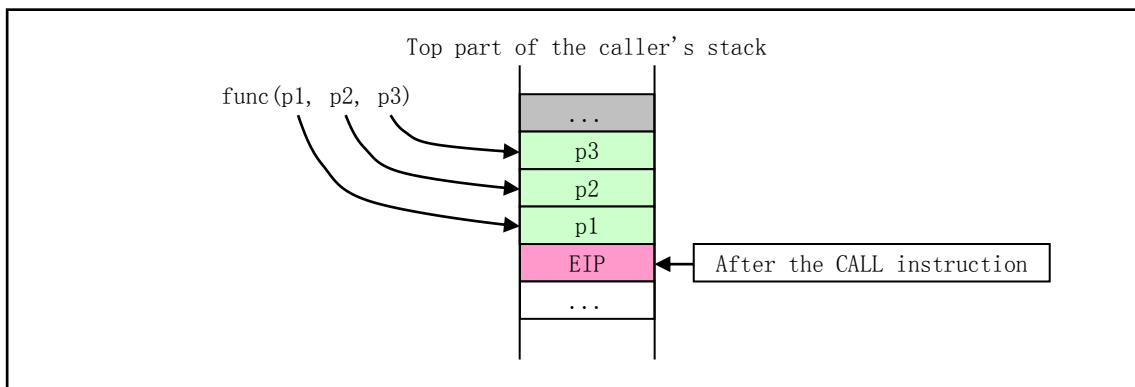 Top part of the caller's stack
func(p1, p2, p3)
...
p3
p2
p1
EIP
After the CALL instruction
...